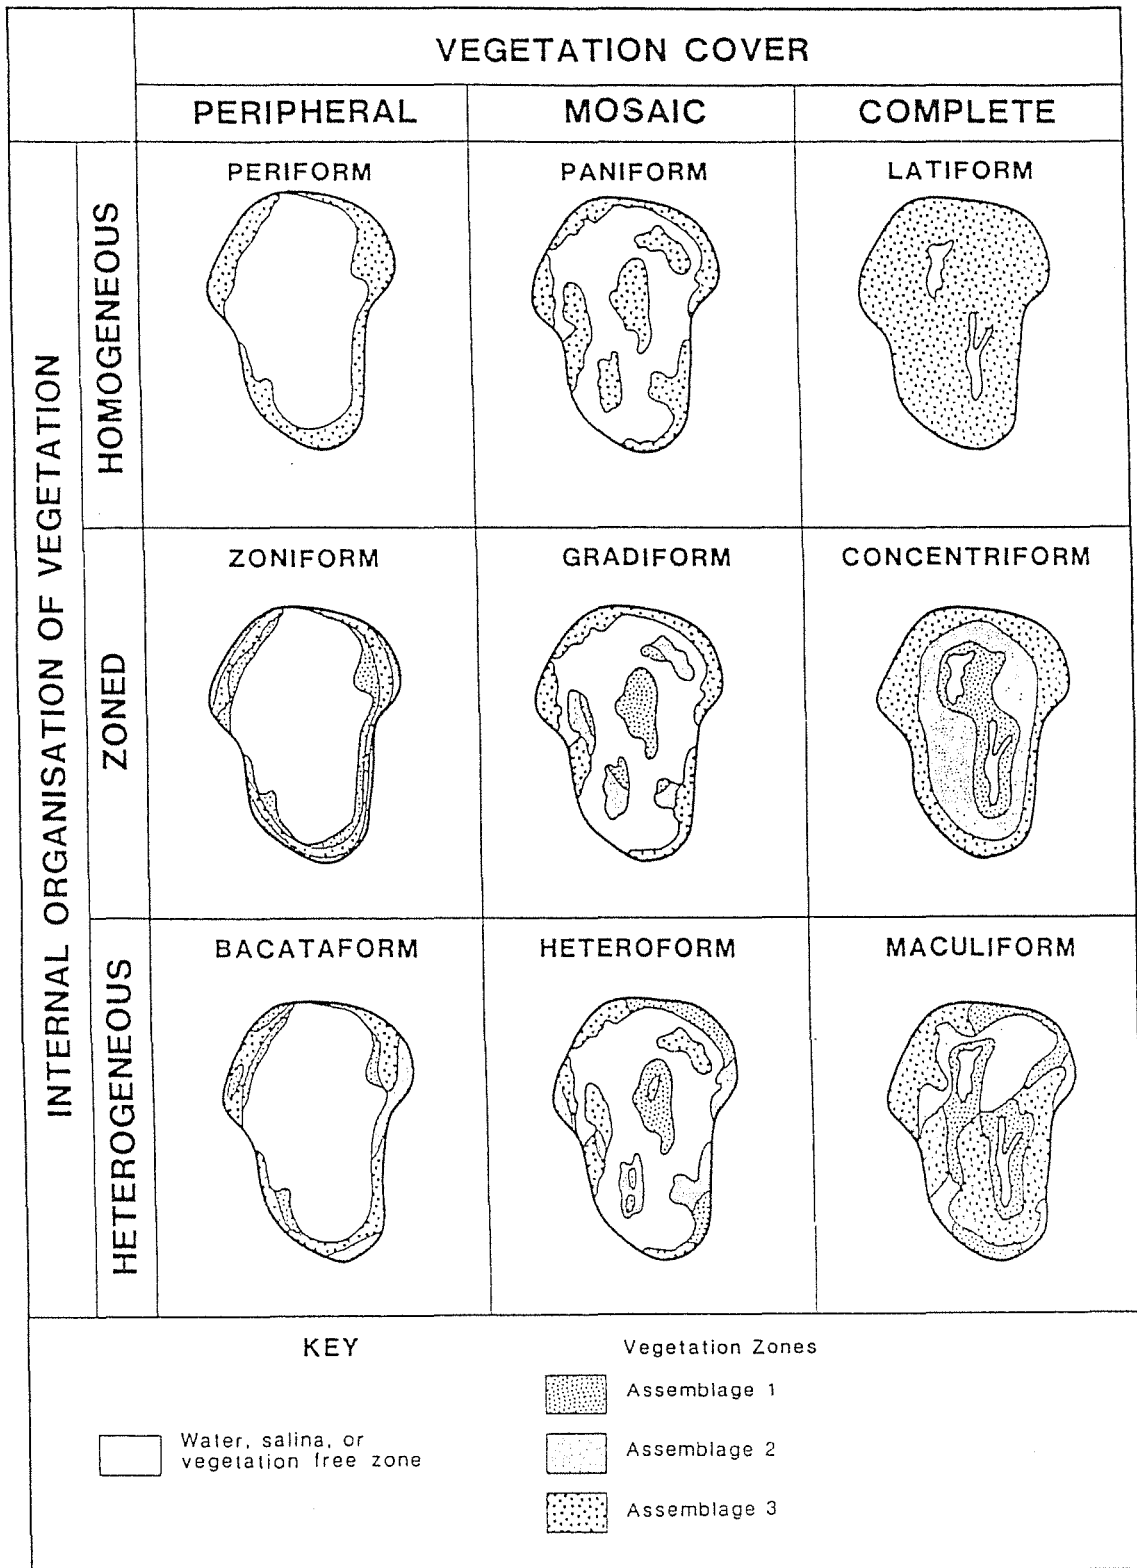 VEGETATION COVER
PERIPHERAL
MOSAIC
COMPLETE
INTERNAL ORGANISATION OF VEGETATION
HOMOGENEOUS
PERIFORM
PANIFORM
LATIFORM
ZONED
ZONIFORM
GRADIFORM
CONCENTRIFORM
HETEROGENEOUS
BACATAFORM
HETEROFORM
MACULIFORM
KEY
Water, salina, or
vegetation free zone
Vegetation Zones
Assemblage 1
Assemblage 2
Assemblage 3